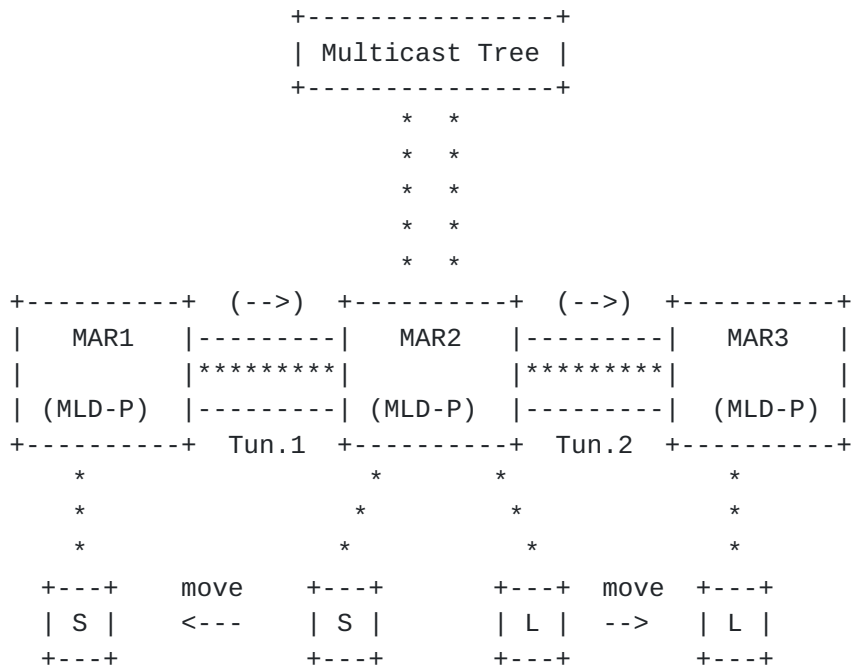 +----------------+
| Multicast Tree |
+----------------+
*  *
*  *
*  *
*  *
*  *
+----------+  (-->)  +----------+  (-->)  +----------+
|   MAR1   |---------|   MAR2   |---------|   MAR3   |
|          |*********|          |*********|          |
| (MLD-P)  |---------| (MLD-P)  |---------|  (MLD-P) |
+----------+  Tun.1  +----------+  Tun.2  +----------+
*                  *       *              *
*                 *         *             *
*                *           *            *
+---+    move    +---+       +---+  move  +---+
| S |    <---    | S |       | L |  -->   | L |
+---+            +---+       +---+        +---+